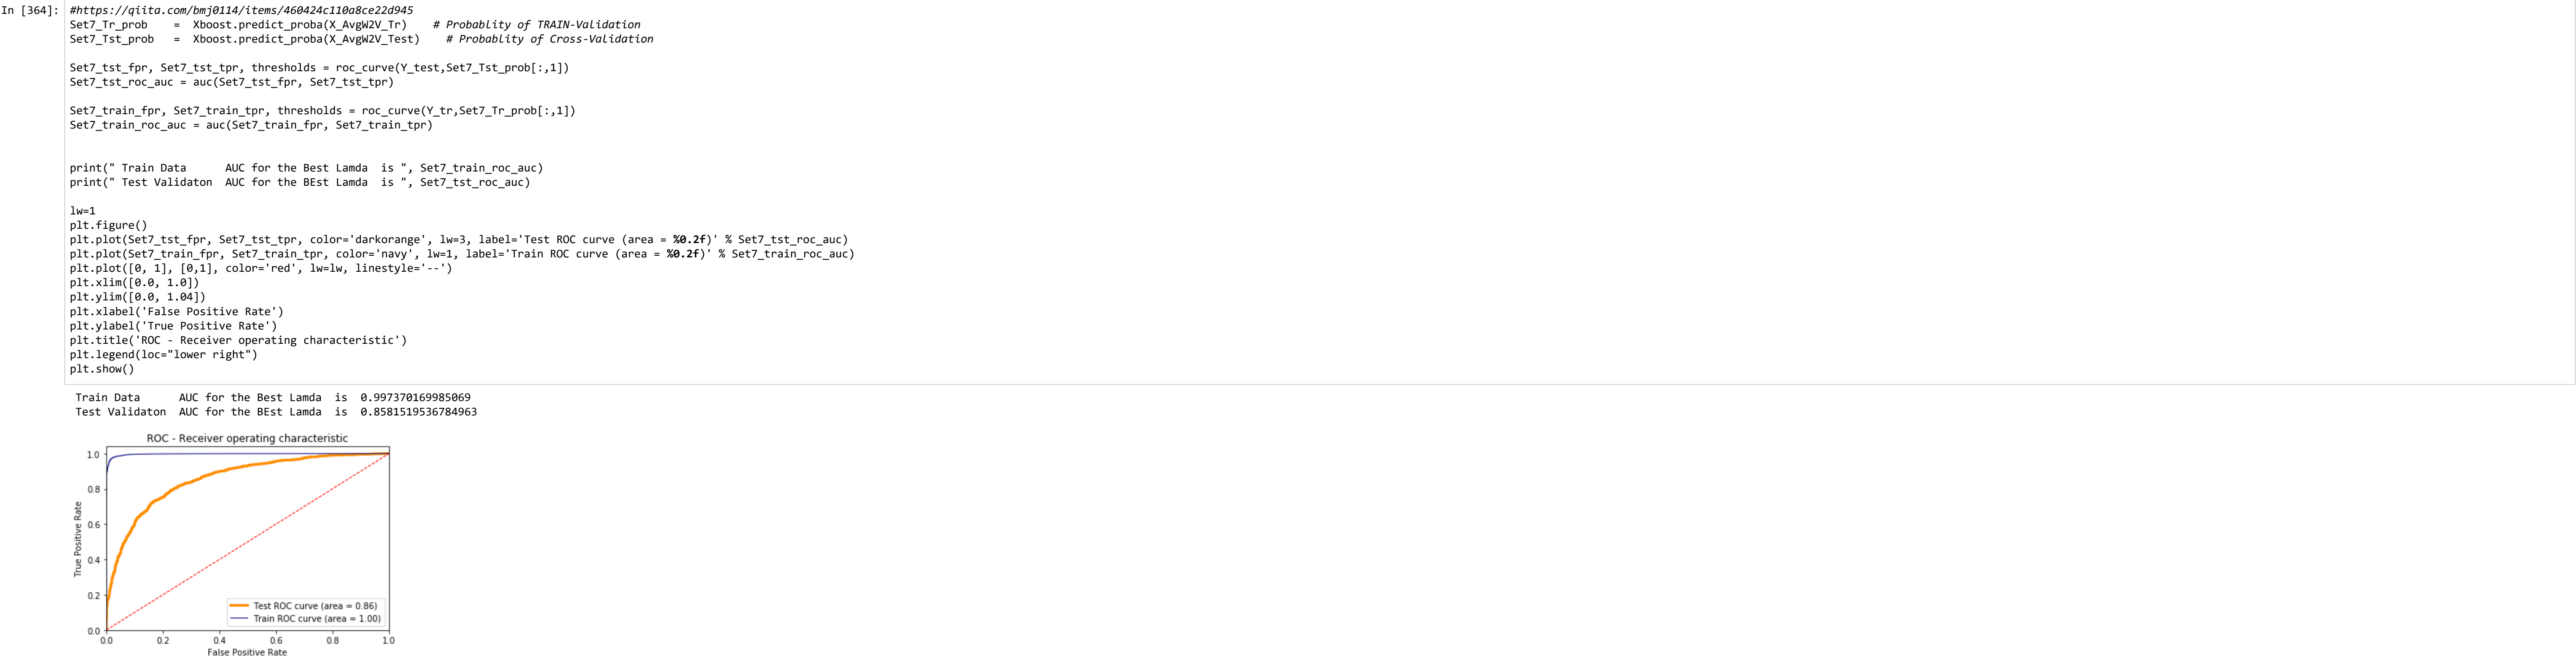 In [364]:
#https://qiita.com/bmj0114/items/460424c110a8ce22d945
Set7_Tr_prob    =  Xboost.predict_proba(X_AvgW2V_Tr)    # Probablity of TRAIN-Validation
Set7_Tst_prob   =  Xboost.predict_proba(X_AvgW2V_Test)    # Probablity of Cross-Validation
Set7_tst_fpr, Set7_tst_tpr, thresholds = roc_curve(Y_test,Set7_Tst_prob[:,1])
Set7_tst_roc_auc = auc(Set7_tst_fpr, Set7_tst_tpr)
Set7_train_fpr, Set7_train_tpr, thresholds = roc_curve(Y_tr,Set7_Tr_prob[:,1])
Set7_train_roc_auc = auc(Set7_train_fpr, Set7_train_tpr)
print(" Train Data      AUC for the Best Lamda  is ", Set7_train_roc_auc)
print(" Test Validaton  AUC for the BEst Lamda  is ", Set7_tst_roc_auc)
lw=1
plt.figure()
plt.plot(Set7_tst_fpr, Set7_tst_tpr, color='darkorange', lw=3, label='Test ROC curve (area = %0.2f)' % Set7_tst_roc_auc)
plt.plot(Set7_train_fpr, Set7_train_tpr, color='navy', lw=1, label='Train ROC curve (area = %0.2f)' % Set7_train_roc_auc)
plt.plot([0, 1], [0,1], color='red', lw=lw, linestyle='--')
plt.xlim([0.0, 1.0])
plt.ylim([0.0, 1.04])
plt.xlabel('False Positive Rate')
plt.ylabel('True Positive Rate')
plt.title('ROC - Receiver operating characteristic')
plt.legend(loc="lower right")
plt.show()
Train Data      AUC for the Best Lamda  is  0.997370169985069
Test Validaton  AUC for the BEst Lamda  is  0.8581519536784963
ROC - Receiver operating characteristic
True Positive Rate
1.0
0.8
0.6
0.4
0.2
0.0
Test ROC curve (area = 0.86)
Train ROC curve (area = 1.00)
0.0 0.2 0.4 0.6 0.8 1.0
False Positive Rate